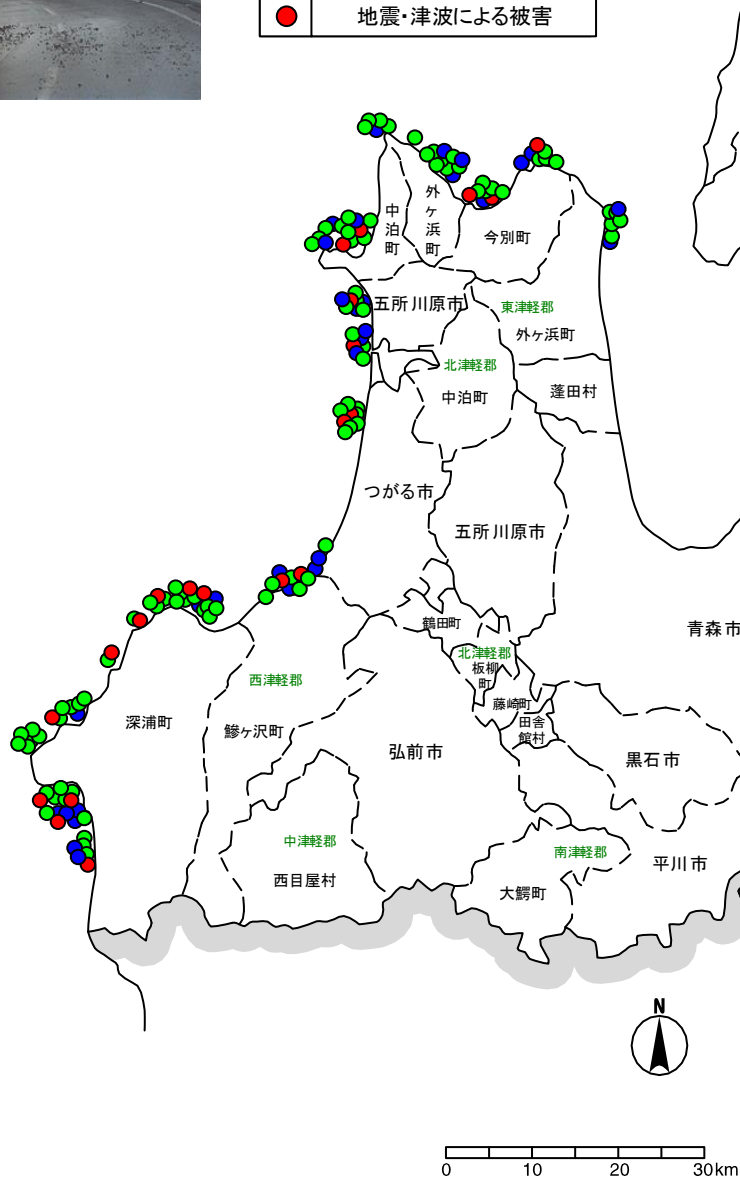 地震・津波による被害
中泊町
外ヶ浜町
今別町
五所川原市
東津軽郡
外ヶ浜町
北津軽郡
中泊町
蓬田村
つがる市
五所川原市
鶴田町
青森市
北津軽郡
板柳
町
西津軽郡
藤崎町
深浦町
鰺ヶ沢町
田舎
館村
弘前市
黒石市
中津軽郡
南津軽郡
平川市
西目屋村
大鰐町
N
0 10 20 30km